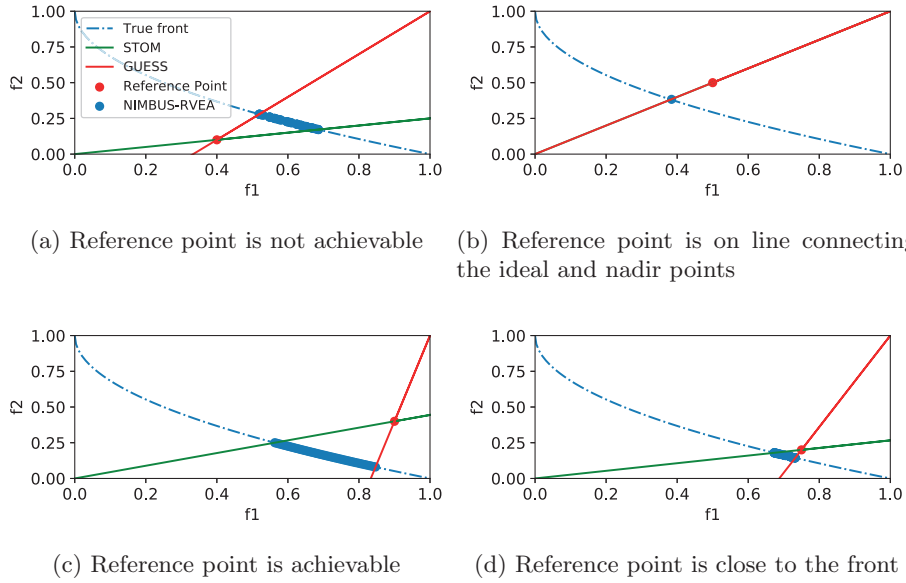 1.00
0.75
0.50
0.25
0.00
f2
True front
STOM
GUESS
Reference Point
NIMBUS-RVEA
0.0 0.2 0.4 0.6 0.8 1.0
f1
1.00
0.75
0.50
0.25
0.00
f2
0.0 0.2 0.4 0.6 0.8 1.0
f1
(a) Reference point is not achievable
(b) Reference point is on line connecting
the ideal and nadir points
1.00
0.75
0.50
0.25
0.00
f2
0.0 0.2 0.4 0.6 0.8 1.0
f1
1.00
0.75
0.50
0.25
0.00
f2
0.0 0.2 0.4 0.6 0.8 1.0
f1
(c) Reference point is achievable
(d) Reference point is close to the front